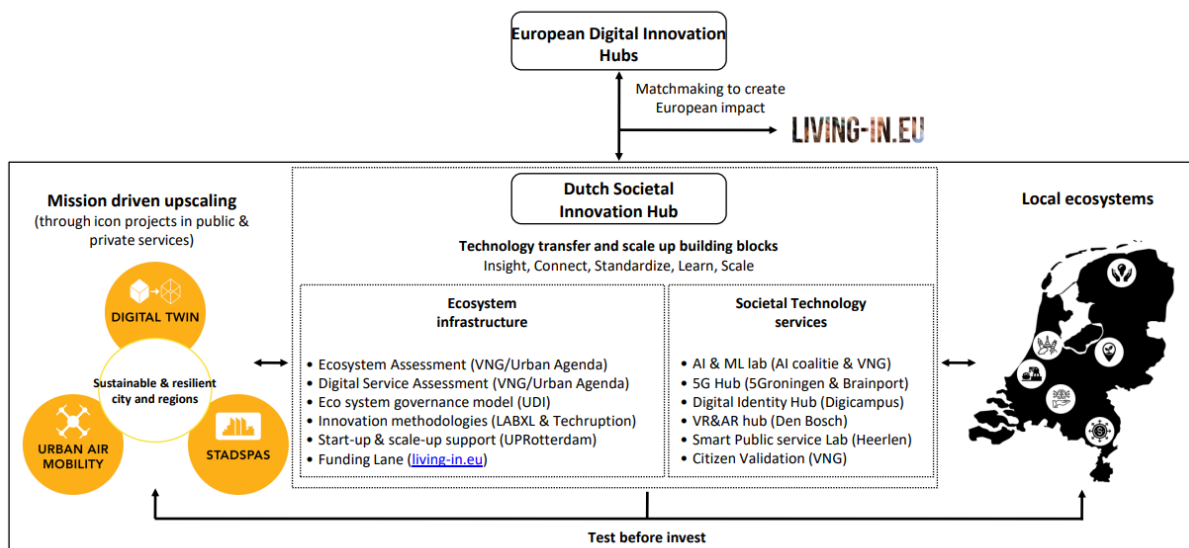 European Digital Innovation
Hubs
Matchmaking to create
European impact
LIVING-IN.EU
Mission driven upscaling
(through icon projects in public &
private services)
DIGITAL TWIN
Sustainable & resilient
city and regions
URBAN AIR
MOBILITY
STADSPAS
Dutch Societal
Innovation Hub
Technology transfer and scale up building blocks
Insight, Connect, Standardize, Learn, Scale
Ecosystem
infrastructure
• Ecosystem Assessment (VNG/Urban Agenda)
• Digital Service Assessment (VNG/Urban Agenda)
• Eco system governance model (UDI)
• Innovation methodologies (LABXL & Techruption)
• Start-up & scale-up support (UPRotterdam)
• Funding Lane (living-in.eu)
Societal Technology
services
• AI & ML lab (AI coalitie & VNG)
• 5G Hub (5Groningen & Brainport)
• Digital Identity Hub (Digicampus)
• VR&AR hub (Den Bosch)
• Smart Public service Lab (Heerlen)
• Citizen Validation (VNG)
Local ecosystems
Test before invest